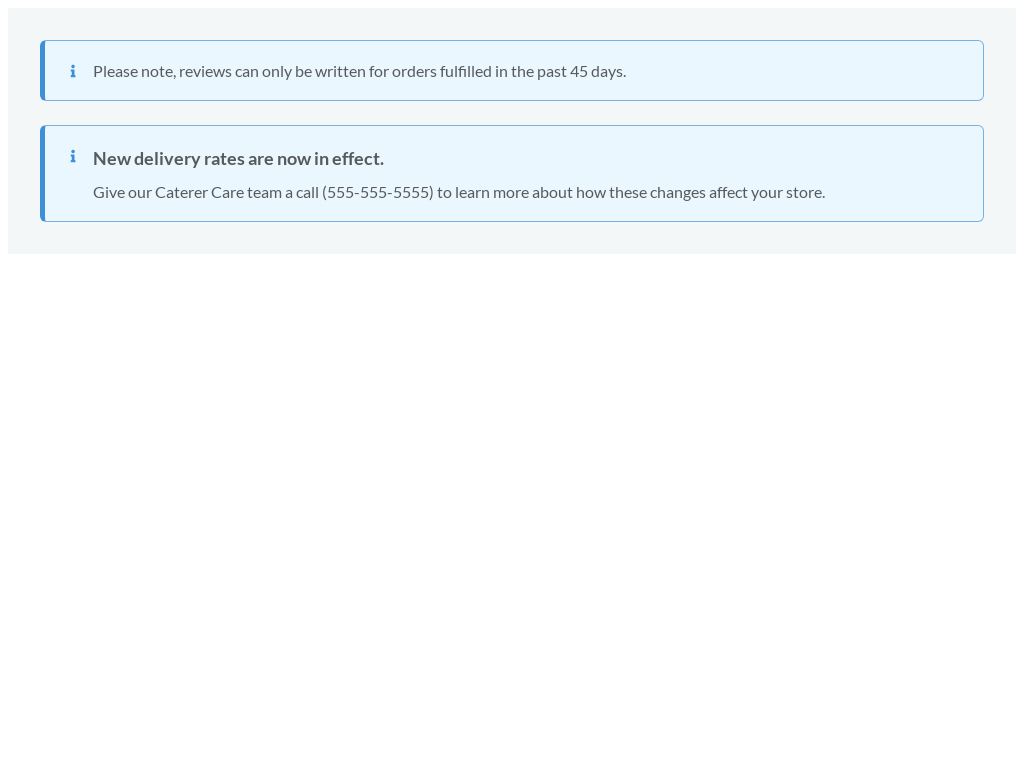 Please note, reviews can only be written for orders fulfilled in the past 45 days.
New delivery rates are now in effect.
Give our Caterer Care team a call (555-555-5555) to learn more about how these changes affect your store.